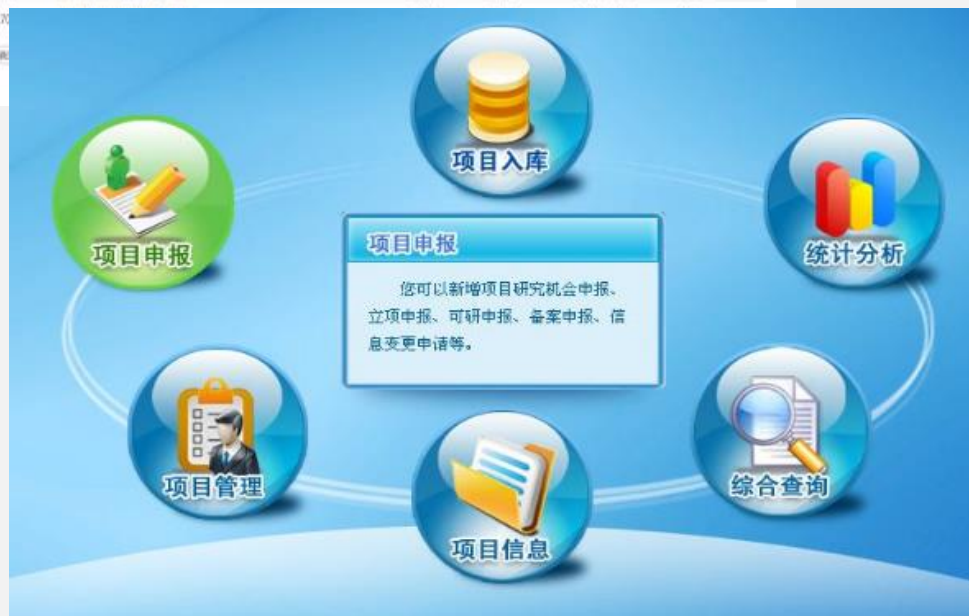 项目入库
项目申报
统计分析
项目申报
您可以新增项目研究机会申报、
立项申报、可研申报、备案申报、信
息变更申请等。
项目管理
综合查询
项目信息